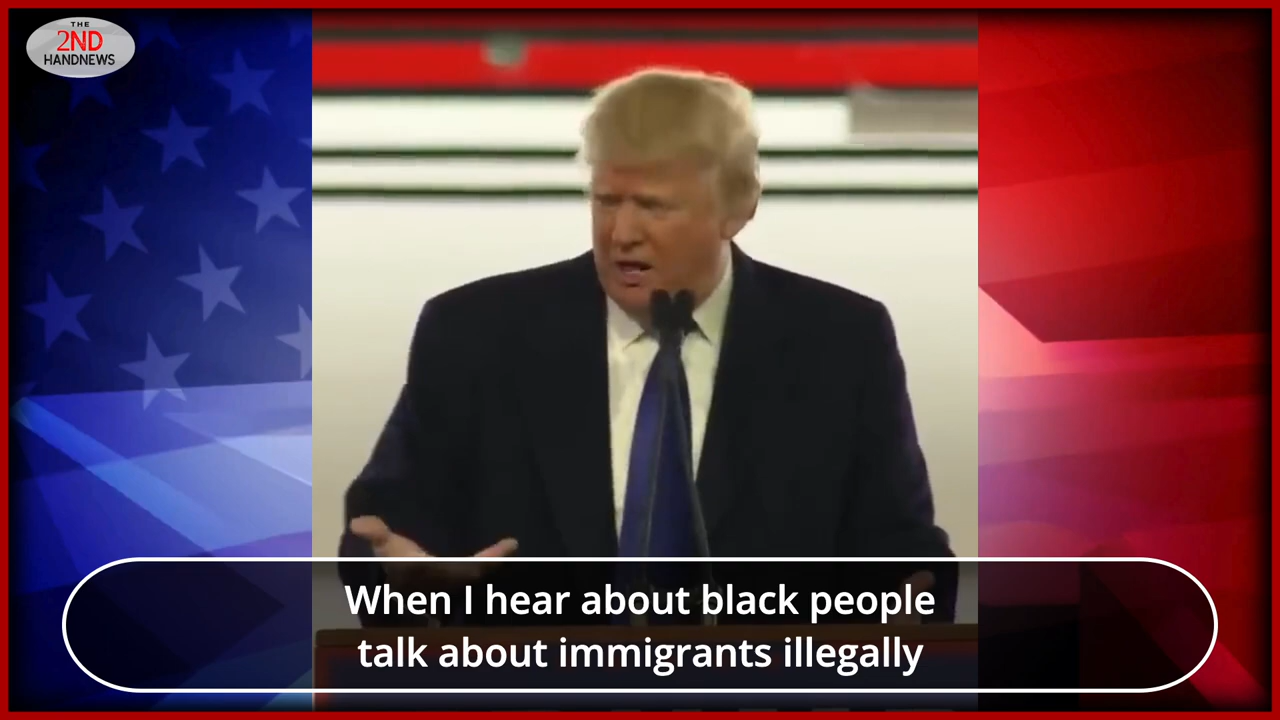 THE
2ND
HANDNEWS
When I hear about black people
talk about immigrants illegally